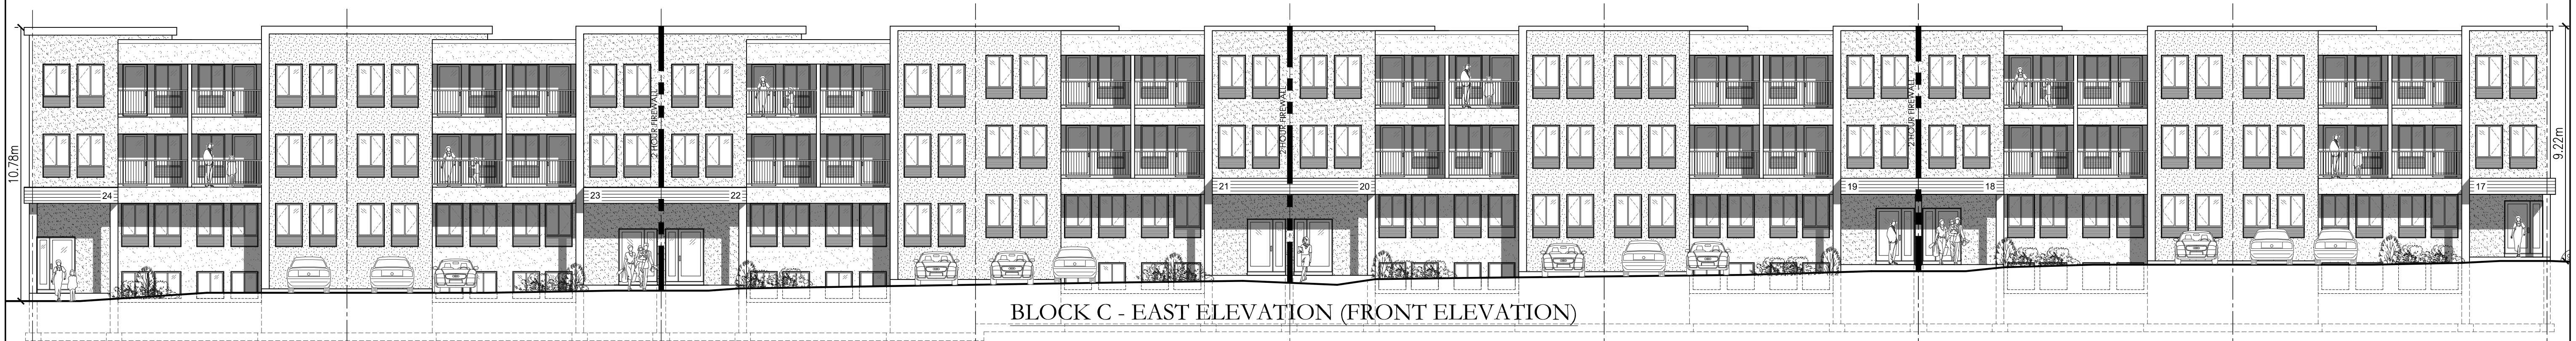 10.78m
24
23
2 HOUR FIREWALL
22
21
2 HOUR FIREWALL
20
19
2 HOUR FIREWALL
18
17
9.22m
BLOCK C - EAST ELEVATION (FRONT ELEVATION)